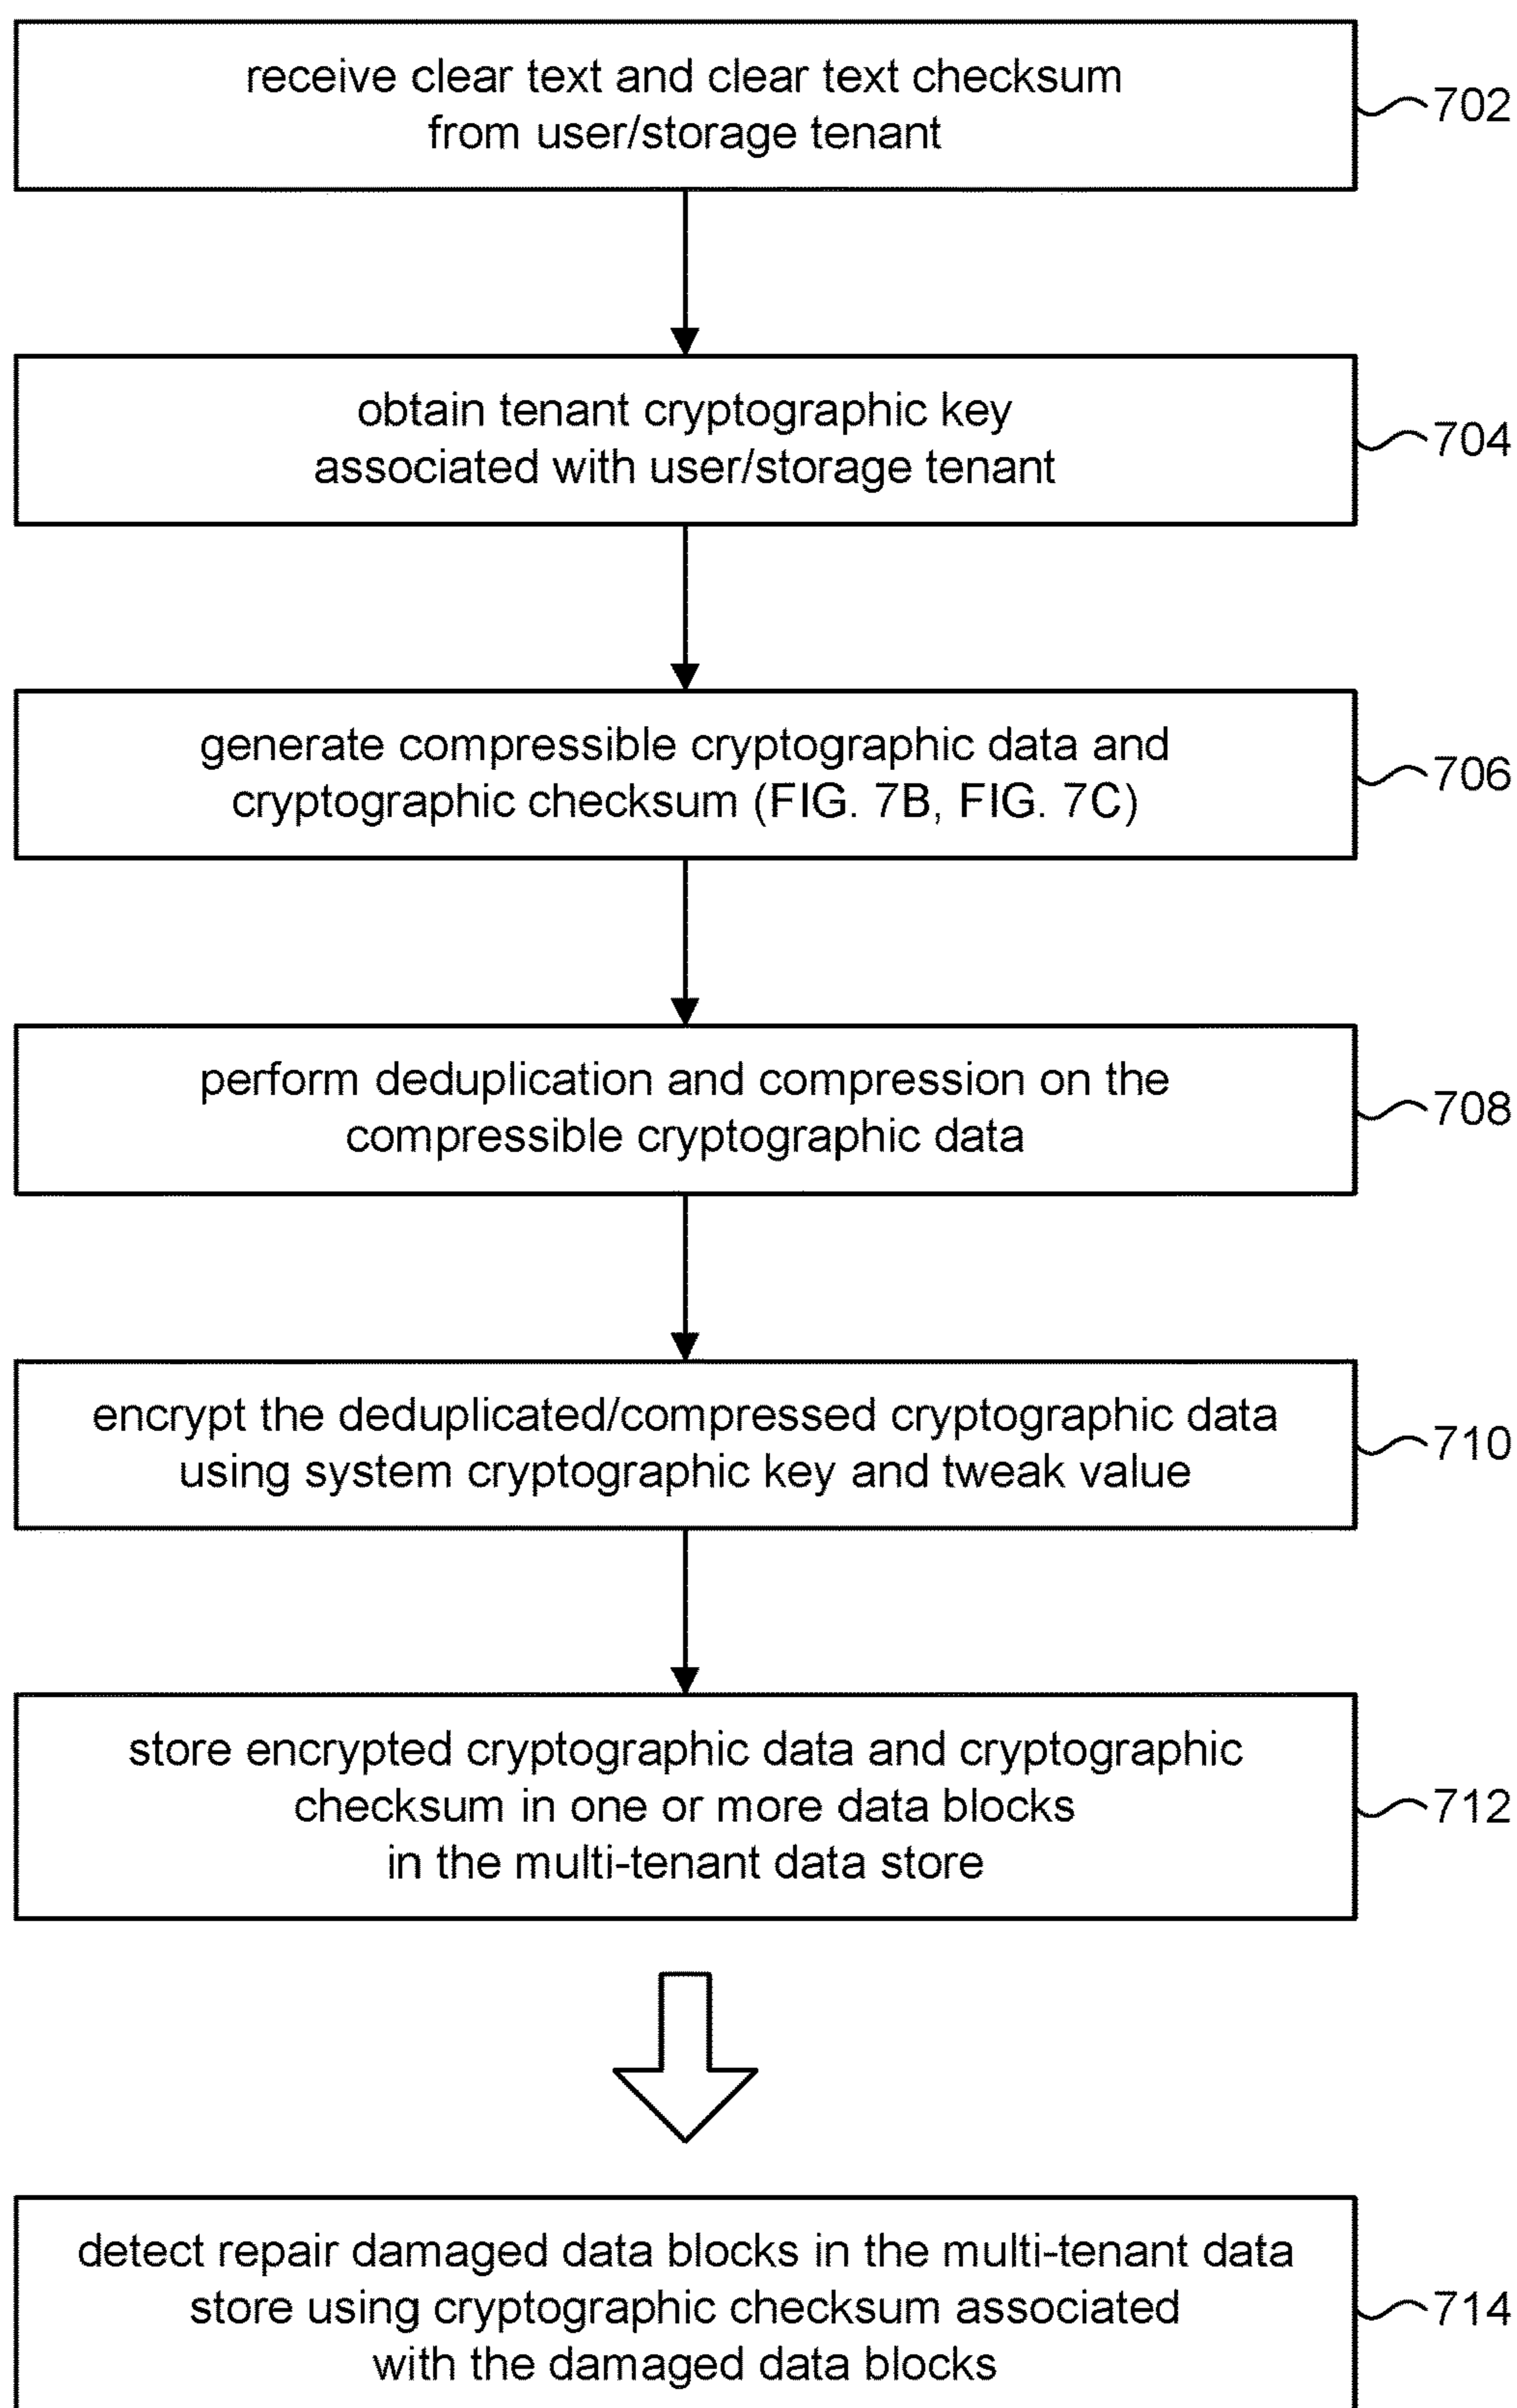 receive clear text and clear text checksum
from user/storage tenant
702
obtain tenant cryptographic key
associated with user/storage tenant
704
generate compressible cryptographic data and
cryptographic checksum (FIG. 7B, FIG. 7C)
706
perform deduplication and compression on the
compressible cryptographic data
708
encrypt the deduplicated/compressed cryptographic data
using system cryptographic key and tweak value
710
store encrypted cryptographic data and cryptographic
checksum in one or more data blocks
in the multi-tenant data store
712
detect repair damaged data blocks in the multi-tenant data
store using cryptographic checksum associated
with the damaged data blocks
714